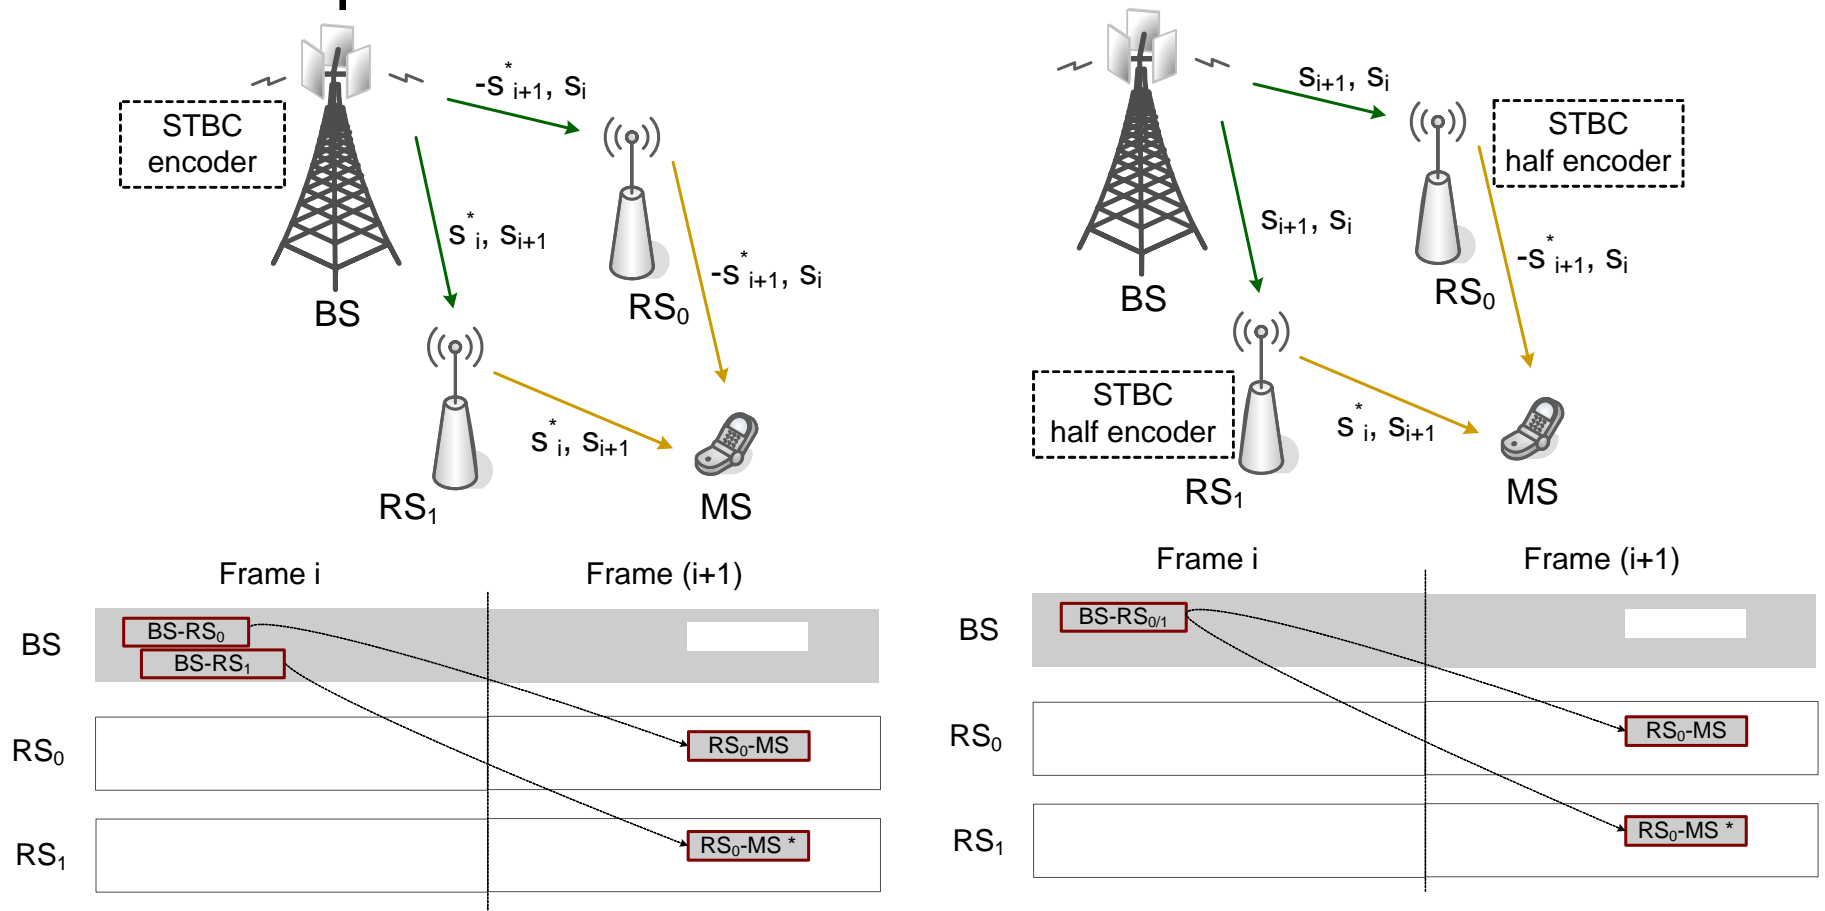 -s*i+1, si
STBC
encoder
s*i, si+1
-s*i+1, si
BS
RS0
s*i, si+1
RS1
MS
si+1, si
STBC
half encoder
si+1, si
-s*i+1, si
BS
RS0
STBC
half encoder
s*i, si+1
RS1
MS
Frame i
Frame (i+1)
BS
BS-RS0
BS-RS1
RS0
RS0-MS
RS1
RS0-MS *
Frame i
Frame (i+1)
BS
BS-RS0/1
RS0
RS0-MS
RS1
RS0-MS *